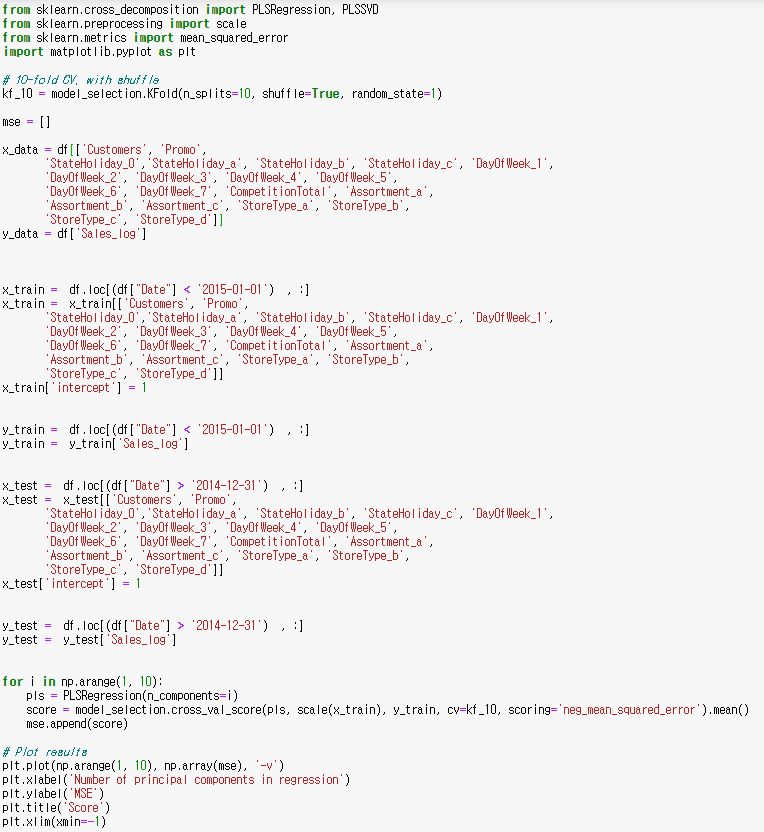 from sklearn.cross_decomposition import PLSRegression, PLSSVD
from sklearn.preprocessing import scale
from sklearn.metrics import mean_squared_error
import matplotlib.pyplot as plt
# 10-fold CV, with shuffle
kf_10 = model_selection.KFold(n_splits=10, shuffle=True, random_state=1)
mse = []
x_data = df[['Customers', 'Promo',
'StateHoliday_0','StateHoliday_a', 'StateHoliday_b', 'StateHoliday_c', 'DayOfWeek_1',
'DayOfWeek_2', 'DayOfWeek_3', 'DayOfWeek_4', 'DayOfWeek_5',
'DayOfWeek_6', 'DayOfWeek_7', 'CompetitionTotal', 'Assortment_a',
'Assortment_b', 'Assortment_c', 'StoreType_a', 'StoreType_b',
'StoreType_c', 'StoreType_d']]
y_data = df['Sales_log']
x_train =  df.loc[(df["Date"] < '2015-01-01')  , :]
x_train =  x_train[['Customers', 'Promo',
'StateHoliday_0','StateHoliday_a', 'StateHoliday_b', 'StateHoliday_c', 'DayOfWeek_1',
'DayOfWeek_2', 'DayOfWeek_3', 'DayOfWeek_4', 'DayOfWeek_5',
'DayOfWeek_6', 'DayOfWeek_7', 'CompetitionTotal', 'Assortment_a',
'Assortment_b', 'Assortment_c', 'StoreType_a', 'StoreType_b',
'StoreType_c', 'StoreType_d']]
x_train['intercept'] = 1
y_train =  df.loc[(df["Date"] < '2015-01-01')  , :]
y_train =  y_train['Sales_log']
x_test =  df.loc[(df["Date"] > '2014-12-31')  , :]
x_test =  x_test[['Customers', 'Promo',
'StateHoliday_0','StateHoliday_a', 'StateHoliday_b', 'StateHoliday_c', 'DayOfWeek_1',
'DayOfWeek_2', 'DayOfWeek_3', 'DayOfWeek_4', 'DayOfWeek_5',
'DayOfWeek_6', 'DayOfWeek_7', 'CompetitionTotal', 'Assortment_a',
'Assortment_b', 'Assortment_c', 'StoreType_a', 'StoreType_b',
'StoreType_c', 'StoreType_d']]
x_test['intercept'] = 1
y_test =  df.loc[(df["Date"] > '2014-12-31')  , :]
y_test =  y_test['Sales_log']
for i in np.arange(1, 10):
pls = PLSRegression(n_components=i)
score = model_selection.cross_val_score(pls, scale(x_train), y_train, cv=kf_10, scoring='neg_mean_squared_error').mean()
mse.append(score)
# Plot results
plt.plot(np.arange(1, 10), np.array(mse), '-v')
plt.xlabel('Number of principal components in regression')
plt.ylabel('MSE')
plt.title('Score')
plt.xlim(xmin=-1)